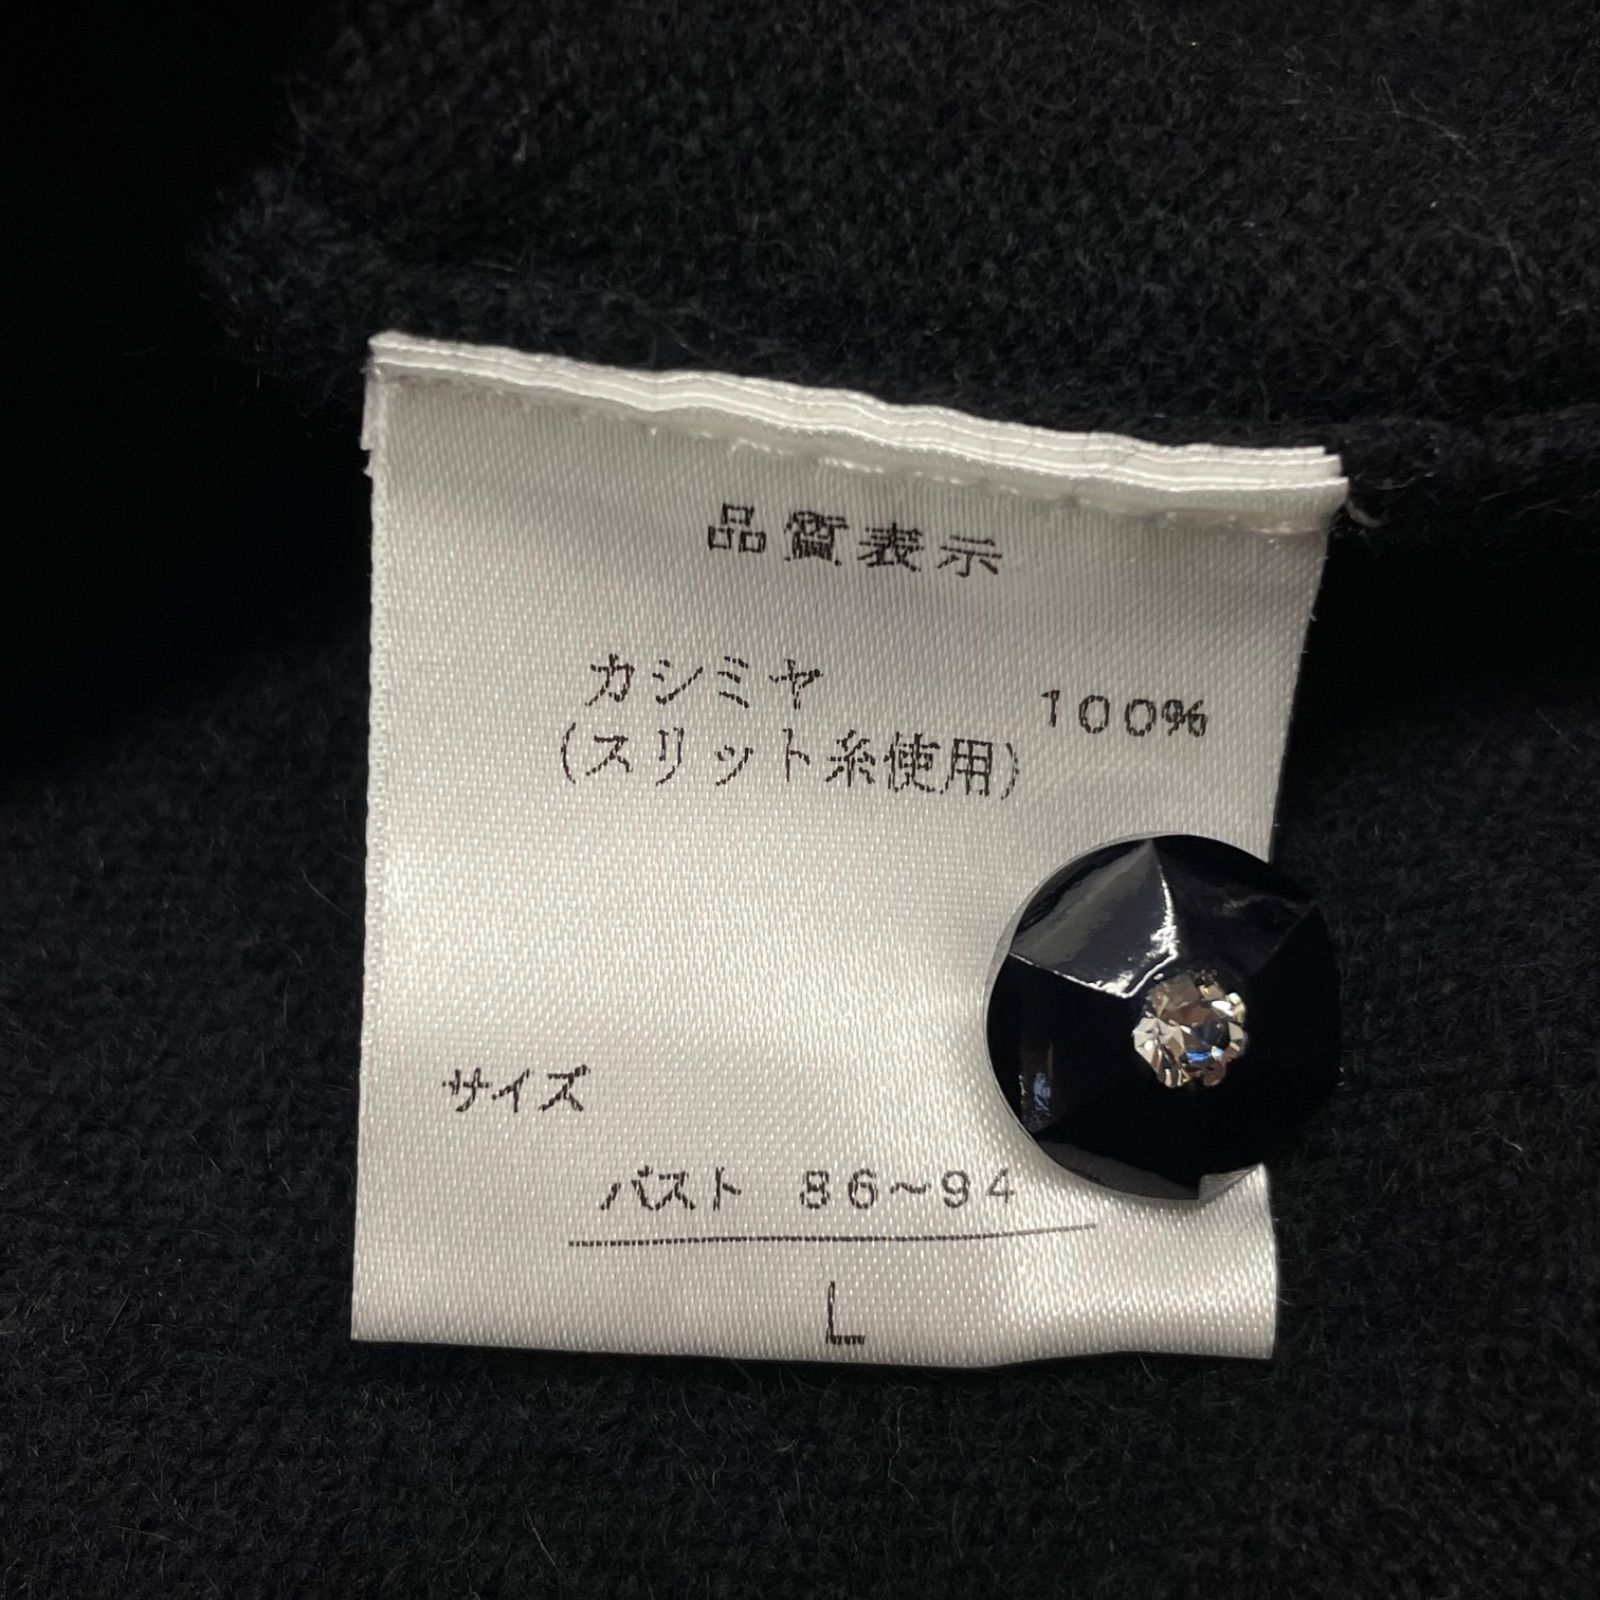 品質表示
カシミヤ 100%
(スリット糸使用)
サイズ
バスト 86～94
L